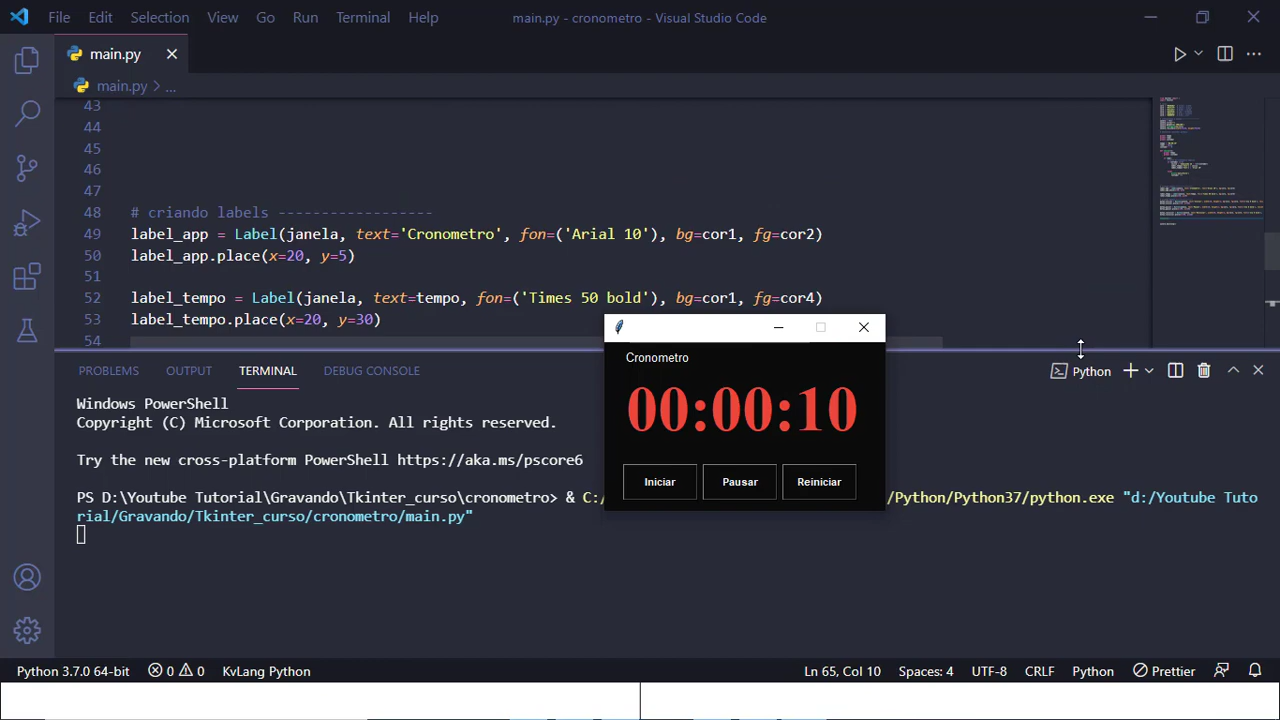 File Edit Selection View Go Run Terminal Help main.py - cronometro - Visual Studio Code
main.py
main.py > ...
43
44
45
46
47
48 # criando labels ------------------
49 label_app = Label(janela, text='Cronometro', fon=('Arial 10'), bg=cor1, fg=cor2)
50 label_app.place(x=20, y=5)
51
52 label_tempo = Label(janela, text=tempo, fon=('Times 50 bold'), bg=cor1, fg=cor4)
53 label_tempo.place(x=20, y=30)
54
Cronometro
00:00:10
Iniciar Pausar Reiniciar
PROBLEMS OUTPUT TERMINAL DEBUG CONSOLE Python
Windows PowerShell
Copyright (C) Microsoft Corporation. All rights reserved.
Try the new cross-platform PowerShell https://aka.ms/pscore6
PS D:\Youtube Tutorial\Gravando\Tkinter_curso\cronometro> & C:/ /Python/Python37/python.exe "d:/Youtube Tuto
rial/Gravando/Tkinter_curso/cronometro/main.py"
Python 3.7.0 64-bit 0 0 KvLang Python Ln 65, Col 10 Spaces: 4 UTF-8 CRLF Python Prettier